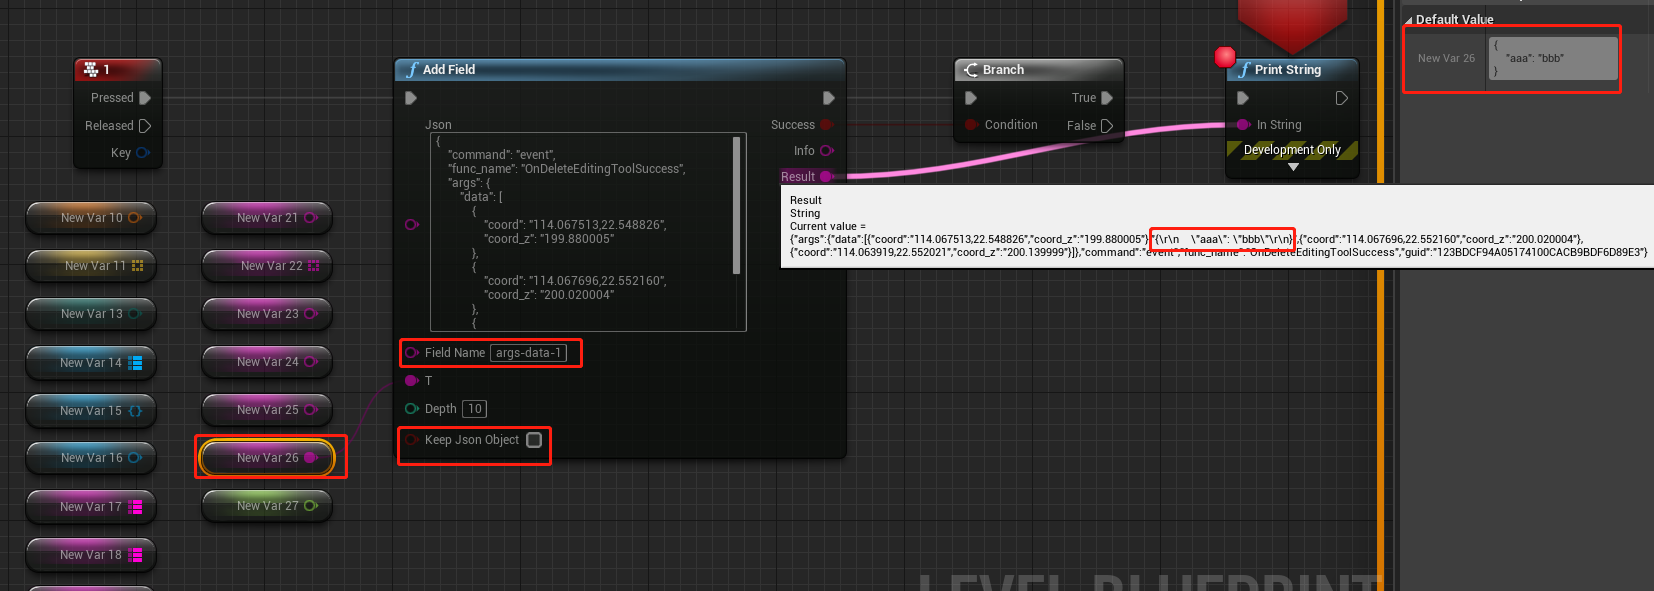 1
Pressed
Released
Key
New Var 10
New Var 11
New Var 13
New Var 14
New Var 15
New Var 16
New Var 17
New Var 18
New Var 21
New Var 22
New Var 23
New Var 24
New Var 25
New Var 26
New Var 27
Add Field
Json
{
"command": "event",
"func_name": "OnDeleteEditingToolSuccess",
"args": {
"data": [
{
"coord": "114.067513,22.548826",
"coord_z": "199.880005"
},
{
"coord": "114.067696,22.552160",
"coord_z": "200.020004"
},
{
Field Name args-data-1
T
Depth 10
Keep Json Object
Success
Info
Result
Branch
True
Condition
False
Print String
In String
Development Only
Result
String
Current value =
{"args":{"data":[{"coord":"114.067513,22.548826","coord_z":"199.880005"},"{\r\n    \"aaa\": \"bbb\"\r\n}",{"coord":"114.067696,22.552160","coord_z":"200.020004"},
{"coord":"114.063919,22.552021","coord_z":"200.139999"}]},"command":"event","func_name":"OnDeleteEditingToolSuccess","guid":"123BDCF94A05174100CACB9BDF6D89E3"}
Default Value
New Var 26
{
"aaa": "bbb"
}
LEVEL BLUEPRINT